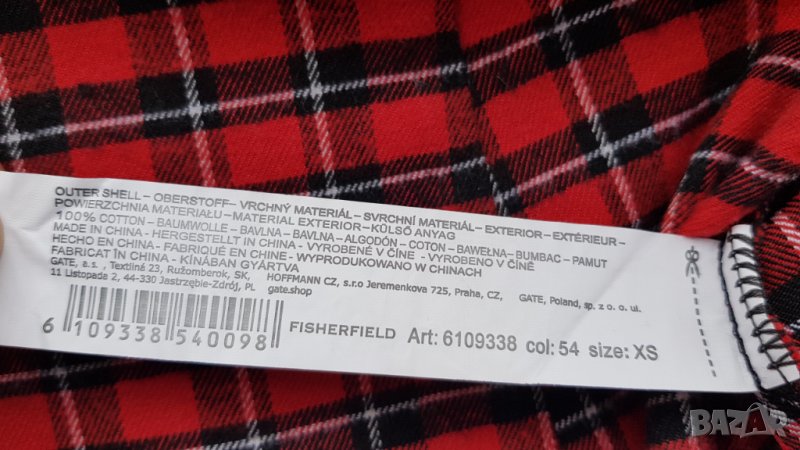 OUTER SHELL – OBERSTOFF – VRCHNÝ MATERIÁL – SVRCHNÍ MATERIÁL – EXTERIOR – EXTÉRIEUR –
POWIERZCHNIA MATERIAŁU – MATERIAL EXTERIOR – KÜLSŐ ANYAG
100% COTTON – BAUMWOLLE – BAVLNA – BAVLNA – ALGODÓN – COTON – BAWEŁNA – BUMBAC – PAMUT
MADE IN CHINA – HERGESTELLT IN CHINA – VYROBENÉ V ČÍNE – VYROBENO V ČÍNĚ
HECHO EN CHINA – FABRIQUÉ EN CHINE – WYPRODUKOWANO W CHINACH
FABRICAT ÎN CHINA – KÍNÁBAN GYÁRTVA
GATE, a.s. , Textilná 23, Ružomberok, SK, HOFFMANN CZ, s.r.o Jeremenkova 725, Praha, CZ, GATE, Poland, sp. z o. o. ul.
11 Listopada 2, 44-330 Jastrzębie-Zdrój, PL gate.shop
6 109338 540098 FISHERFIELD Art: 6109338 col: 54 size: XS
BAZAR